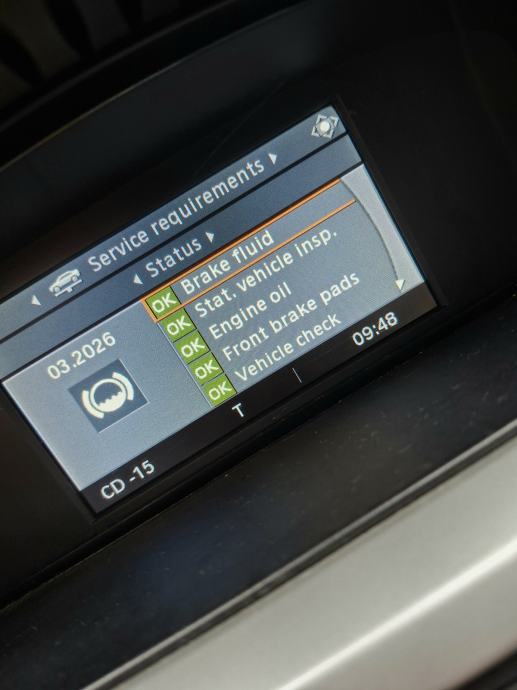 Service requirements
Status
03.2026
OK Brake fluid
OK Stat. vehicle insp.
OK Engine oil
OK Front brake pads
OK Vehicle check
CD -15 T 09:48